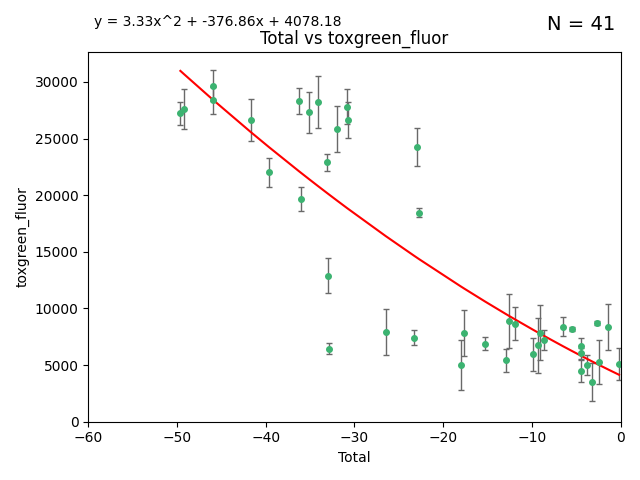 y = 3.33x^2 + -376.86x + 4078.18
N = 41
Total vs toxgreen_fluor
30000
25000
20000
15000
10000
5000
0
toxgreen_fluor
−60 −50 −40 −30 −20 −10 0
Total